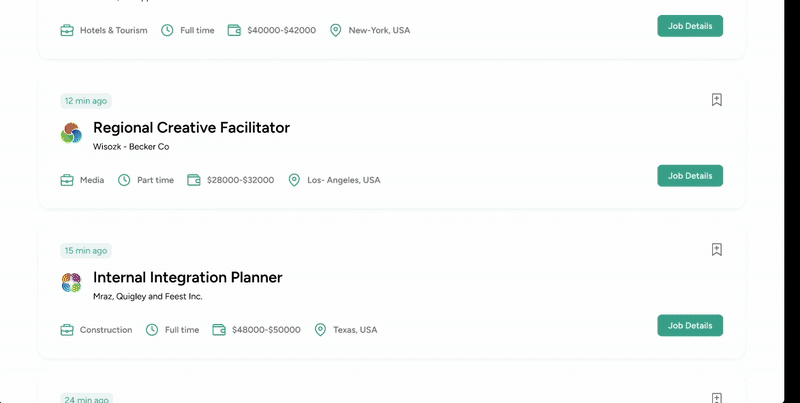 Hotels & Tourism Full time $40000-$42000 New-York, USA Job Details
12 min ago
Regional Creative Facilitator
Wisozk - Becker Co
Media Part time $28000-$32000 Los- Angeles, USA Job Details
15 min ago
Internal Integration Planner
Mraz, Quigley and Feest Inc.
Construction Full time $48000-$50000 Texas, USA Job Details
24 min ago